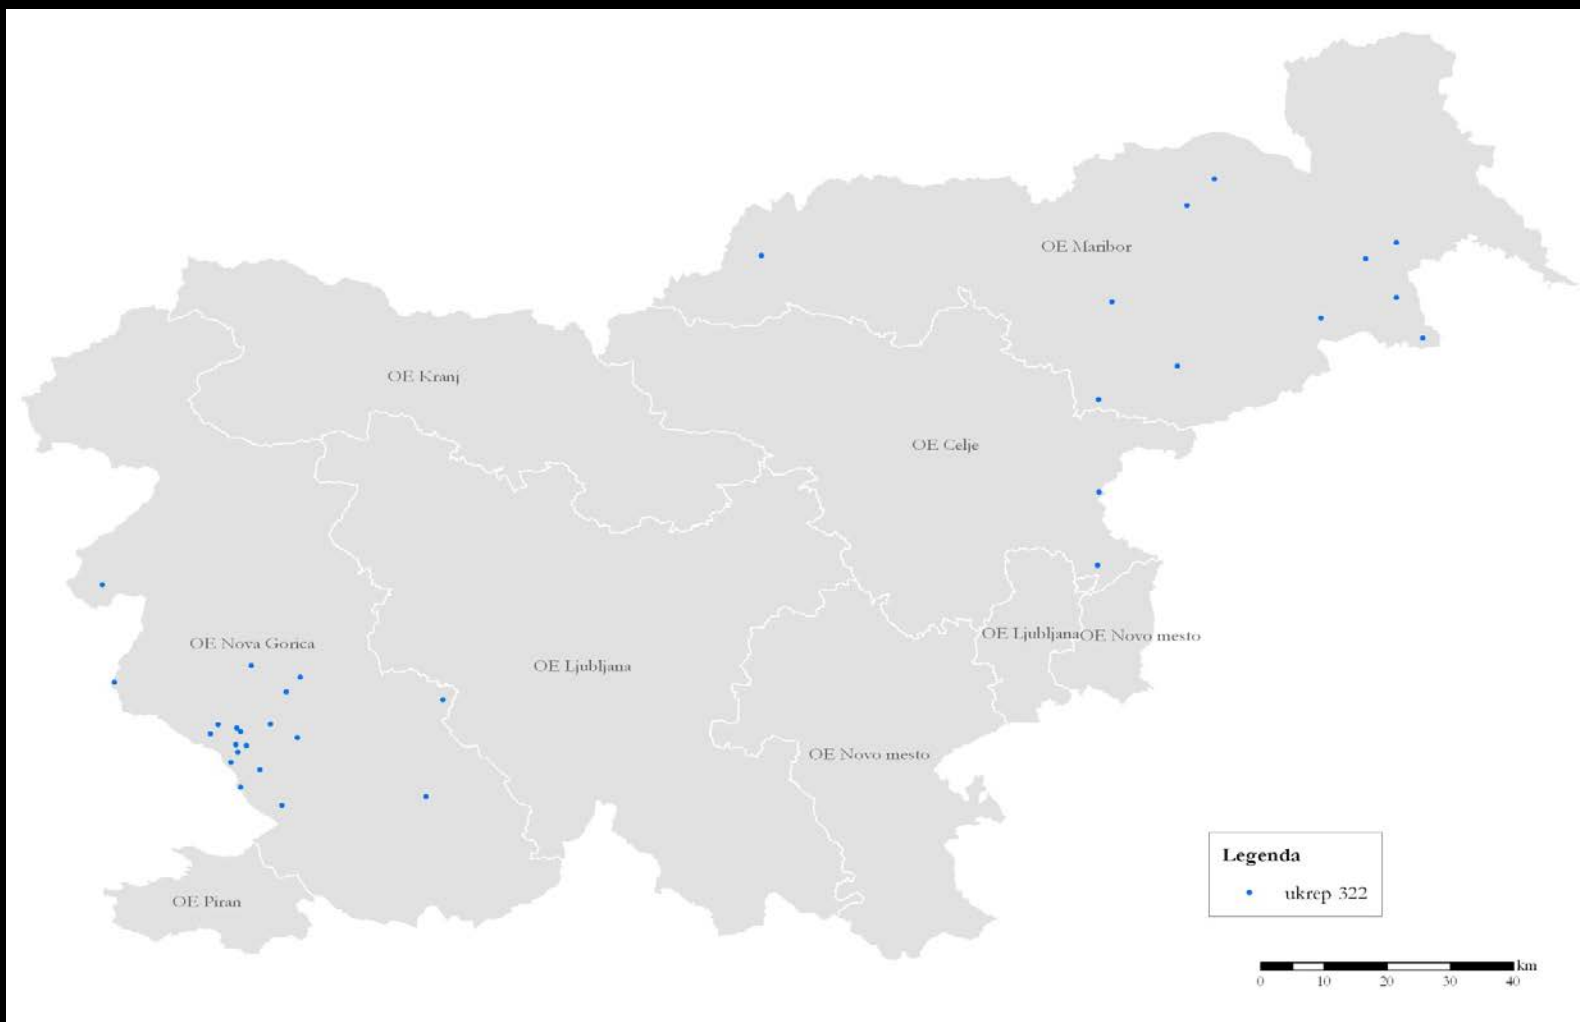 OE Maribor
OE Kranj
OE Celje
OE Nova Gorica
OE Ljubljana
OE Ljubljana
OE Novo mesto
OE Novo mesto
OE Piran
Legenda
ukrep 322
km
0 10 20 30 40